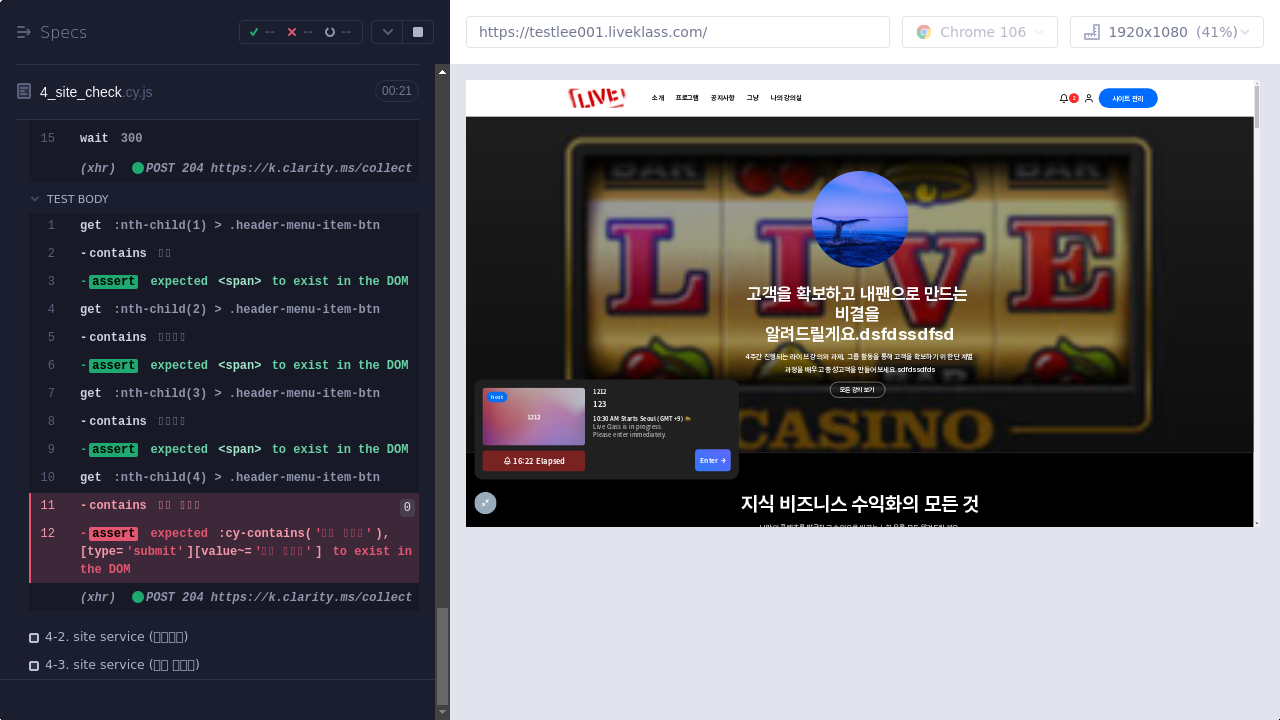 Specs
--
--
--
4_site_check.cy.js
00:21
15 wait 300
(xhr) POST 204 https://k.clarity.ms/collect
TEST BODY
1 get :nth-child(1) > .header-menu-item-btn
2 -contains
3 -assert expected <span> to exist in the DOM
4 get :nth-child(2) > .header-menu-item-btn
5 -contains
6 -assert expected <span> to exist in the DOM
7 get :nth-child(3) > .header-menu-item-btn
8 -contains
9 -assert expected <span> to exist in the DOM
10 get :nth-child(4) > .header-menu-item-btn
11 -contains 0
12 -assert expected :cy-contains('▯▯ ▯▯▯'),
[type='submit'][value~='▯▯ ▯▯▯'] to exist in
the DOM
(xhr) POST 204 https://k.clarity.ms/collect
4-2. site service (▯▯▯▯)
4-3. site service (▯▯ ▯▯▯)
https://testlee001.liveklass.com/
Chrome 106
1920x1080 (41%)
LIVE!
소개 프로그램 공지사항 그냥 나의 강의실
2
사이트 관리
BAR BAR BAR
LIVE
고객을 확보하고 내팬으로 만드는
비결을
알려드릴게요.dsfdssdfsd
4주간 진행되는 라이브 강의와 과제, 그룹 활동을 통해 고객을 확보하기 위한 단계별
과정을 배우고 충성고객을 만들어 보세요.sdfdssdfds
모든 강의 보기
BAR BAR
CASINO
host
1212
1212
123
10:30 AM Starts Seoul (GMT +9)
Live Class is in progress.
Please enter immediately.
16:22 Elapsed
Enter →
지식 비즈니스 수익화의 모든 것